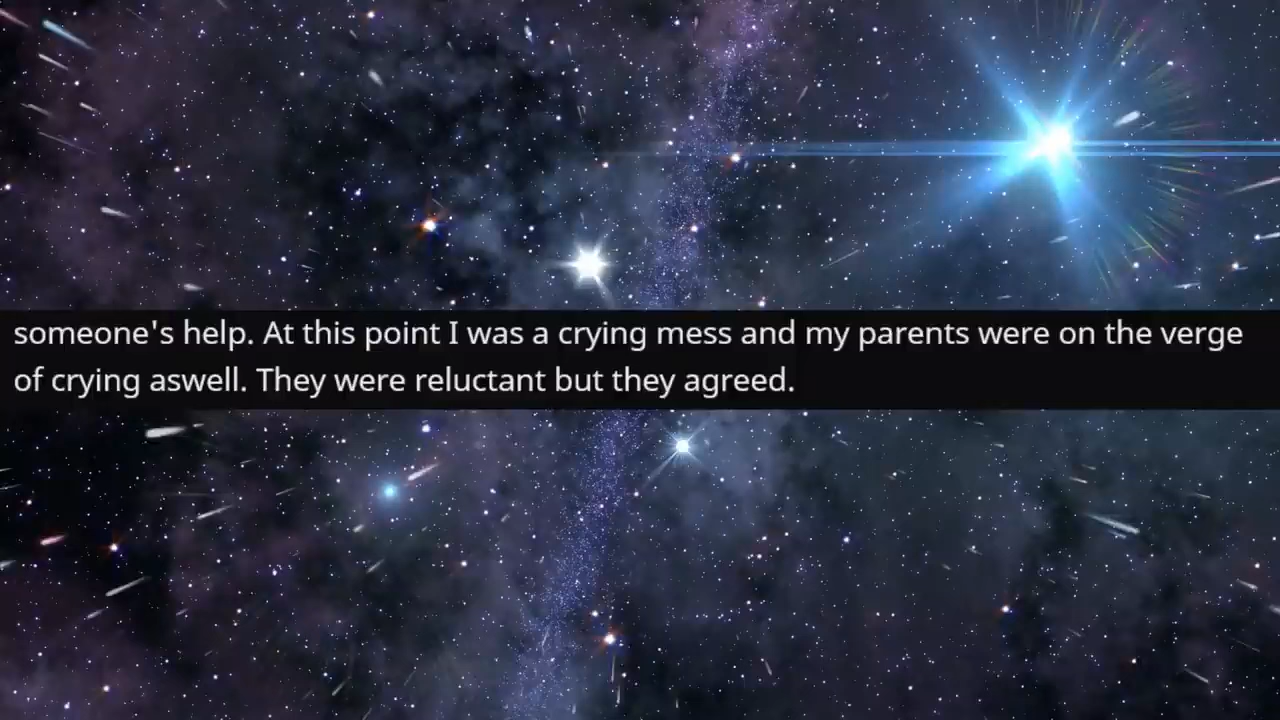 someone's help. At this point I was a crying mess and my parents were on the verge
of crying aswell. They were reluctant but they agreed.